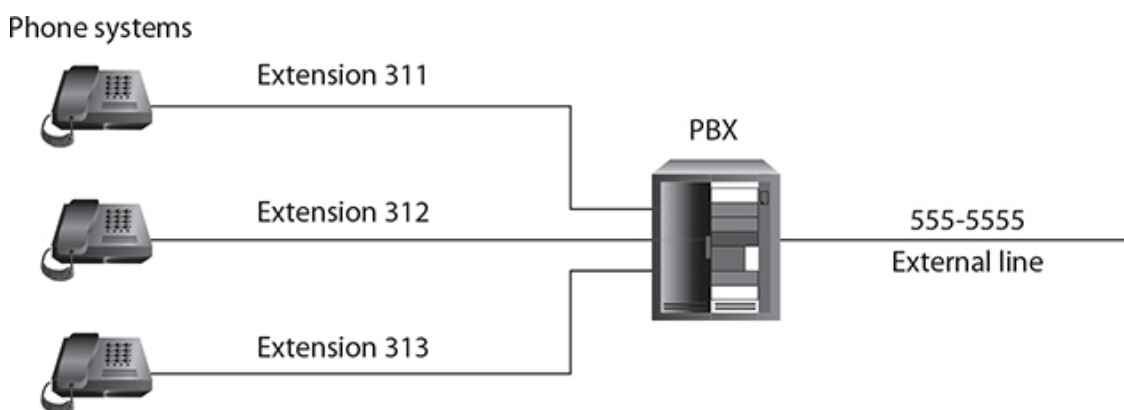 Phone systems
Extension 311
PBX
Extension 312
555-5555
External line
Extension 313